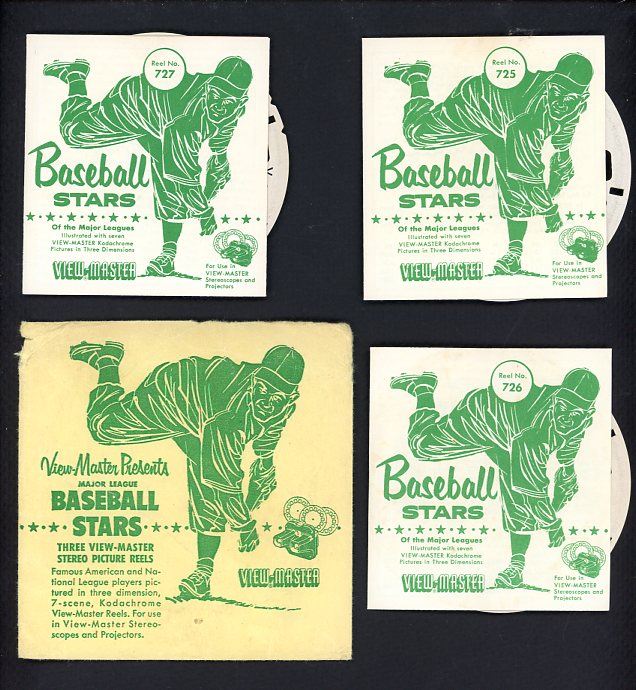 Reel No.
727
Baseball
STARS
Of the Major Leagues
Illustrated with seven
VIEW-MASTER Kodachrome
Pictures in Three Dimensions
VIEW-MASTER
For Use in
VIEW-MASTER
Stereoscopes and
Projectors
Reel No.
725
Baseball
STARS
Of the Major Leagues
Illustrated with seven
VIEW-MASTER Kodachrome
Pictures in Three Dimensions
VIEW-MASTER
For Use in
VIEW-MASTER
Stereoscopes and
Projectors
View-Master Presents
MAJOR LEAGUE
BASEBALL
STARS
THREE VIEW-MASTER
STEREO PICTURE REELS
Famous American and Na-
tional League players pic-
tured in three dimension,
7-scene, Kodachrome
View-Master Reels. For use
in View-Master Stereo-
scopes and Projectors.
VIEW-MASTER
Reel No.
726
Baseball
STARS
Of the Major Leagues
Illustrated with seven
VIEW-MASTER Kodachrome
Pictures in Three Dimensions
VIEW-MASTER
For Use in
VIEW-MASTER
Stereoscopes and
Projectors